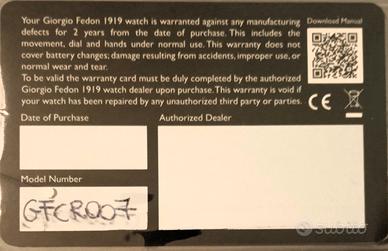 Your Giorgio Fedon 1919 watch is warranted against any manufacturing
defects for 2 years from the date of purchase. This includes the
movement, dial and hands under normal use. This warranty does not
cover battery changes; damage resulting from accidents, improper use, or
normal wear and tear.
To be valid the warranty card must be duly completed by the authorized
Giorgio Fedon 1919 watch dealer upon purchase. This warranty is void if
your watch has been repaired by any unauthorized third party or parties.
Download Manual
CE
Date of Purchase
Authorized Dealer
Model Number
GFCR007
subito